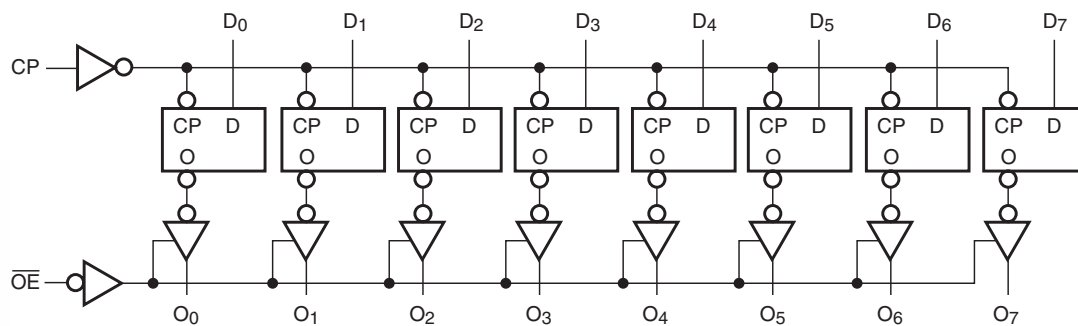 D0 D1 D2 D3 D4 D5 D6 D7
CP
CP D CP D CP D CP D CP D CP D CP D CP D
O O O O O O O O
OE
O0 O1 O2 O3 O4 O5 O6 O7